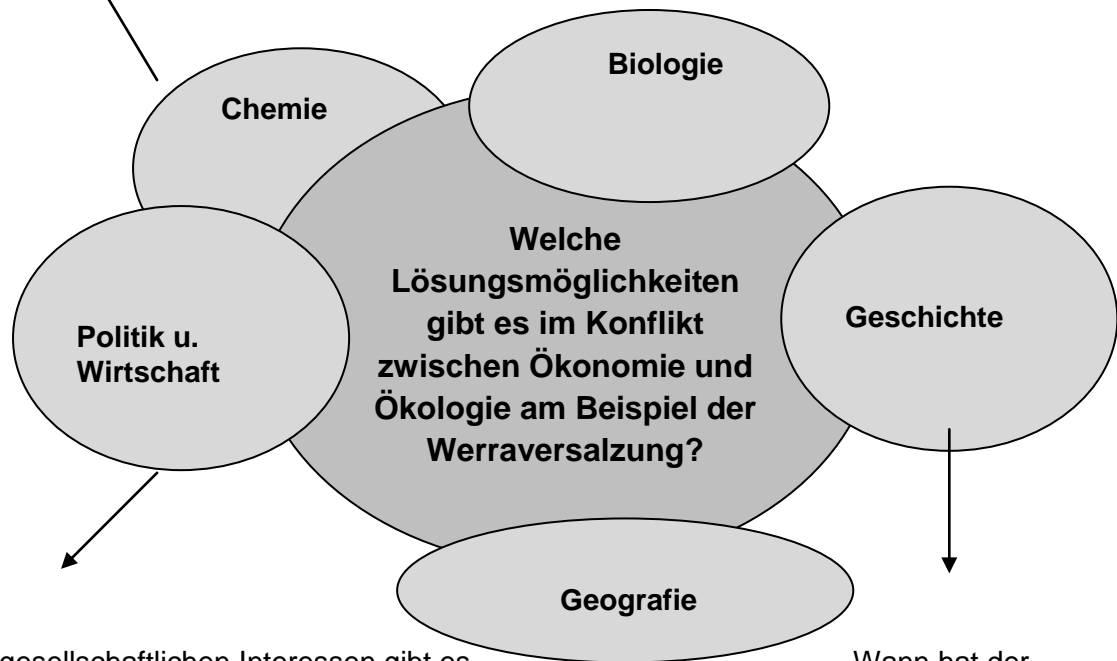 Biologie
Chemie
Welche
Lösungsmöglichkeiten
gibt es im Konflikt
zwischen Ökonomie und
Ökologie am Beispiel der
Werraversalzung?
Geschichte
Politik u.
Wirtschaft
Geografie
gesellschaftlichen Interessen gibt es
Wann hat der